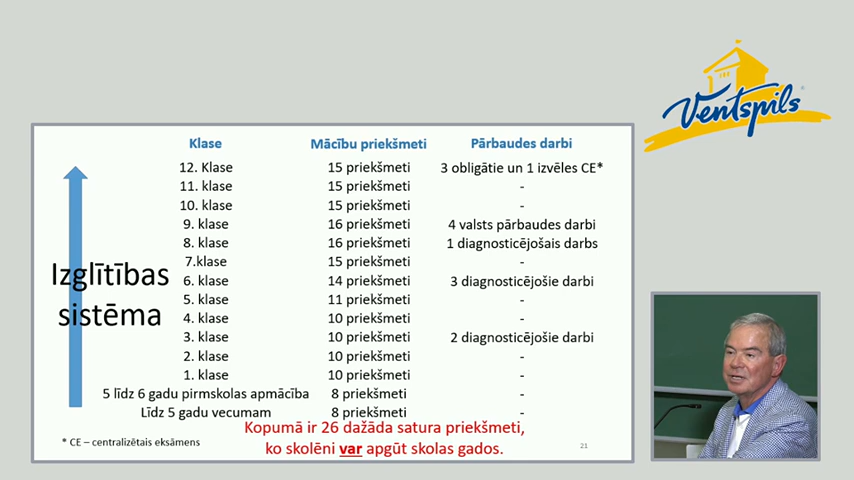 Ventspils
Klase Mācību priekšmeti Pārbaudes darbi
12. Klase 15 priekšmeti 3 obligātie un 1 izvēles CE*
11. klase 15 priekšmeti -
10. klase 15 priekšmeti -
9. klase 16 priekšmeti 4 valsts pārbaudes darbi
8. klase 16 priekšmeti 1 diagnosticējošais darbs
7.klase 15 priekšmeti -
6. klase 14 priekšmeti 3 diagnosticējošie darbi
5. klase 11 priekšmeti -
4. klase 10 priekšmeti -
3. klase 10 priekšmeti 2 diagnosticējošie darbi
2. klase 10 priekšmeti -
1. klase 10 priekšmeti -
5 līdz 6 gadu pirmskolas apmācība 8 priekšmeti -
Līdz 5 gadu vecumam 8 priekšmeti -
Izglītības
sistēma
Kopumā ir 26 dažāda satura priekšmeti,
ko skolēni var apgūt skolas gados.
* CE – centralizētais eksāmens
21